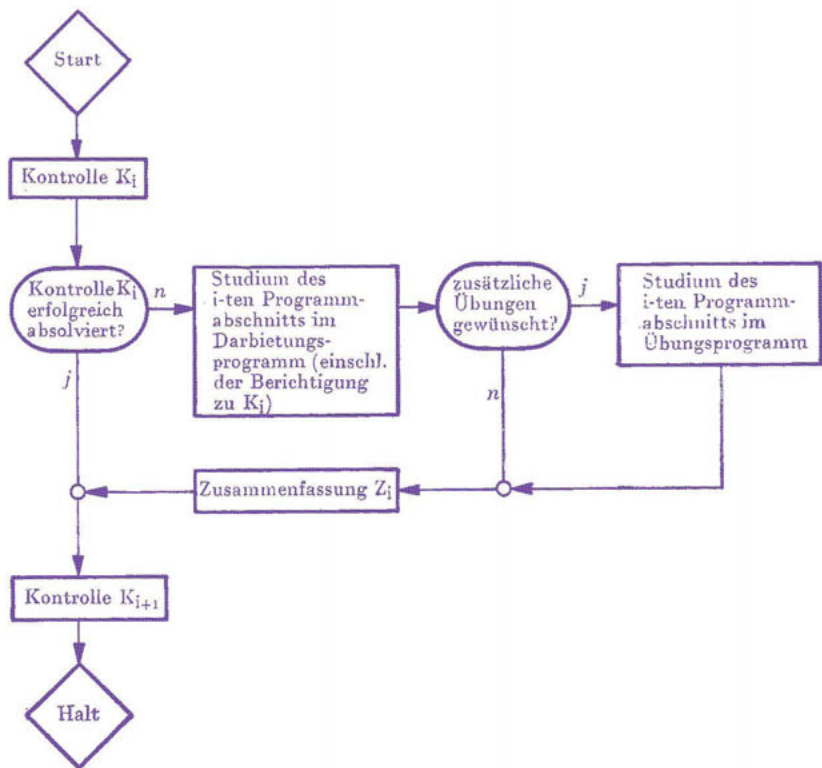 Start
Kontrolle Ki
Kontrolle Ki
erfolgreich
absolviert?
n
j
Studium des
i-ten Programm-
abschnitts im
Darbietungs-
programm (einschl.
der Berichtigung
zu Ki)
zusätzliche
Übungen
gewünscht?
j
n
Studium des
i-ten Programm-
abschnitts im
Übungsprogramm
Zusammenfassung Zi
Kontrolle Ki+1
Halt